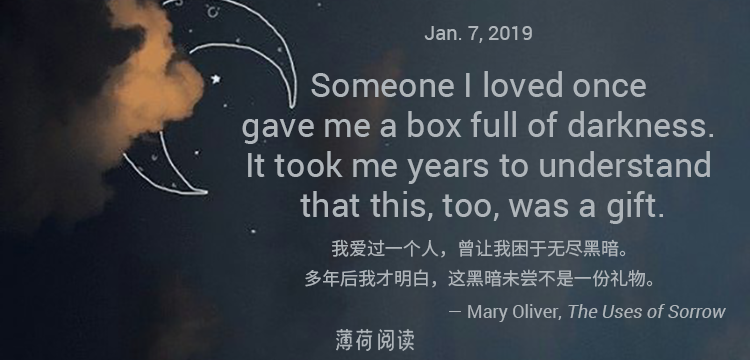 Jan. 7, 2019
Someone I loved once
gave me a box full of darkness.
It took me years to understand
that this, too, was a gift.
我爱过一个人，曾让我困于无尽黑暗。
多年后我才明白，这黑暗未尝不是一份礼物。
— Mary Oliver, The Uses of Sorrow
薄荷阅读